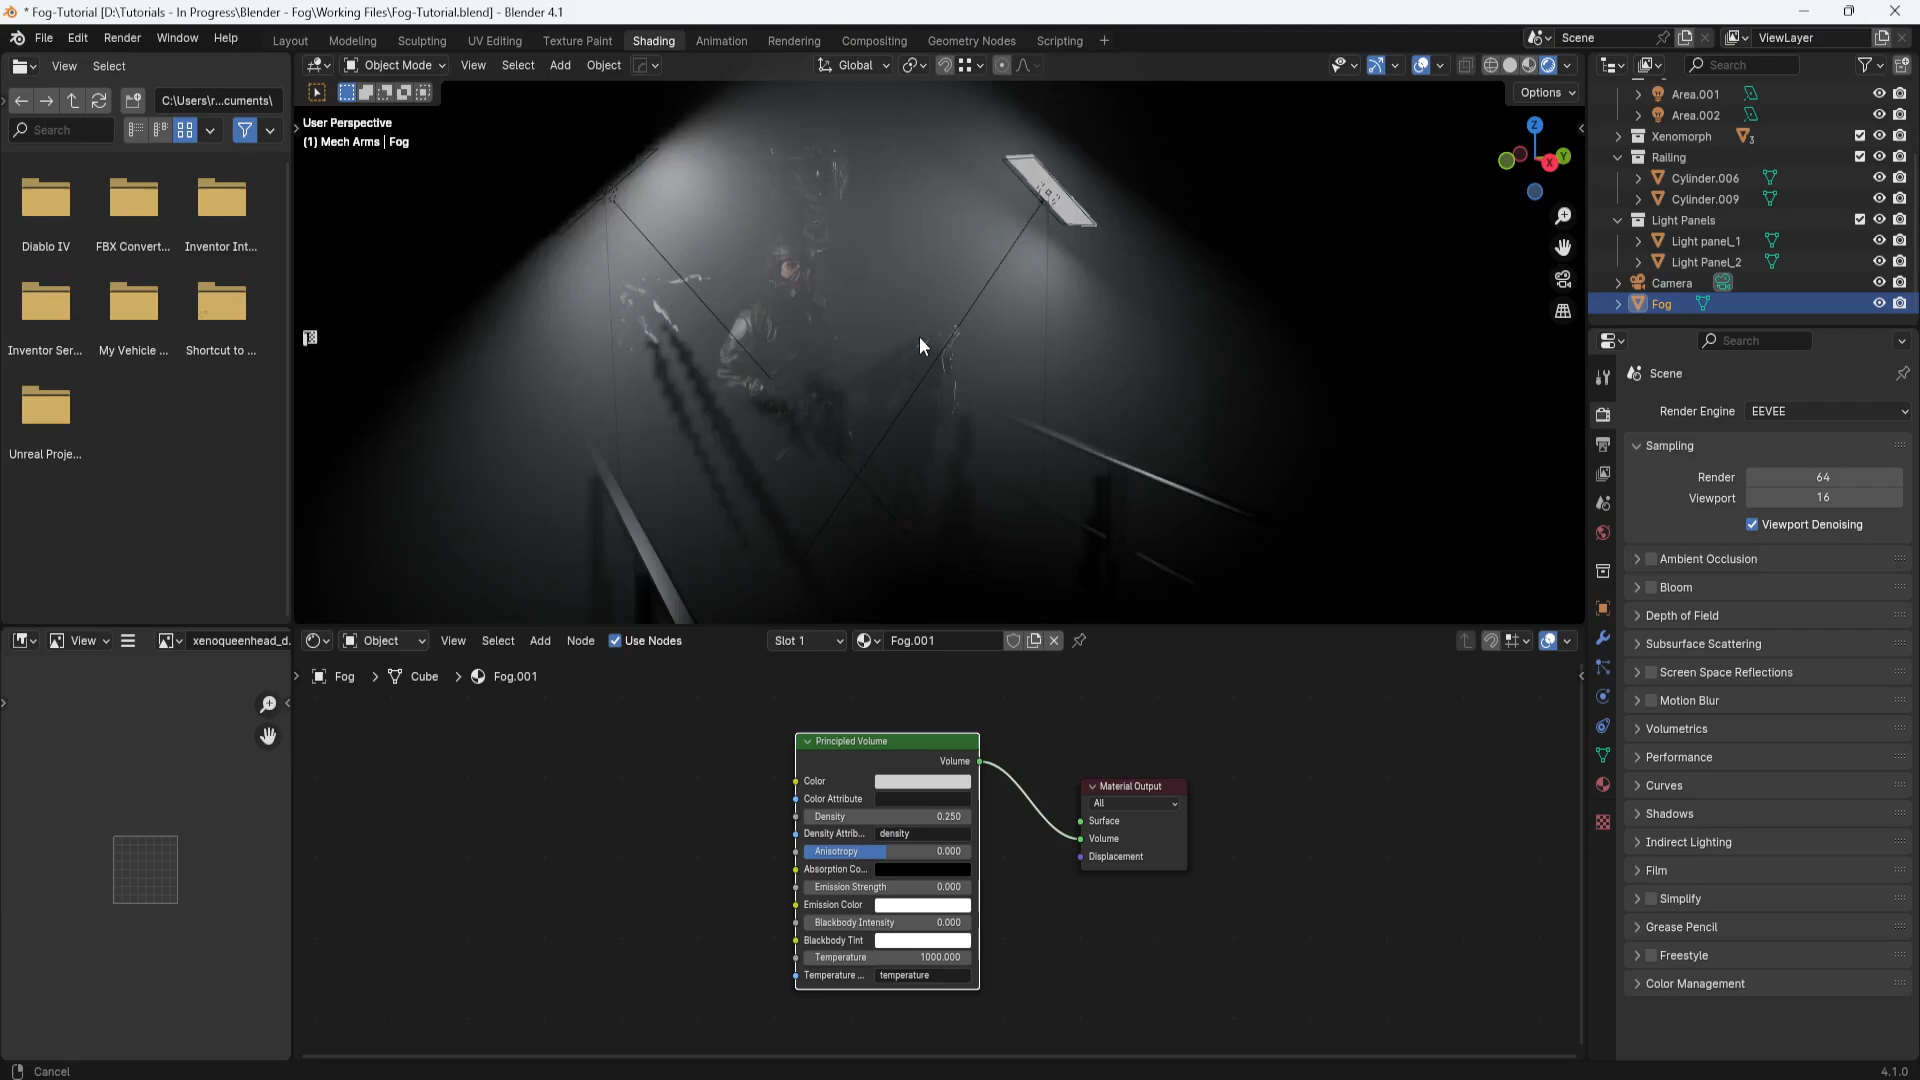 * Fog-Tutorial [D:\Tutorials - In Progress\Blender - Fog\Working Files\Fog-Tutorial.blend] - Blender 4.1
File Edit Render Window Help Layout Modeling Sculpting UV Editing Texture Paint Shading Animation Rendering Compositing Geometry Nodes Scripting + Scene ViewLayer
View Select
Object Mode View Select Add Object Global
Search
C:\Users\r...cuments\
Options
Search
User Perspective
(1) Mech Arms | Fog
Z
Y
X
Area.001
Area.002
Xenomorph 3
Railing
Cylinder.006
Cylinder.009
Light Panels
Light panel_1
Light Panel_2
Camera
Fog
Diablo IV FBX Convert... Inventor Int...
Inventor Ser... My Vehicle ... Shortcut to ...
Unreal Proje...
Search
Scene
Render Engine EEVEE
Sampling
Render 64
Viewport 16
Viewport Denoising
Ambient Occlusion
Bloom
Depth of Field
Subsurface Scattering
Screen Space Reflections
Motion Blur
Volumetrics
Performance
Curves
Shadows
Indirect Lighting
Film
Simplify
Grease Pencil
Freestyle
Color Management
View xenoqueenhead_d.
Object View Select Add Node Use Nodes Slot 1 Fog.001
Fog > Cube > Fog.001
Principled Volume
Volume
Color
Color Attribute
Density 0.250
Density Attrib... density
Anisotropy 0.000
Absorption Co...
Emission Strength 0.000
Emission Color
Blackbody Intensity 0.000
Blackbody Tint
Temperature 1000.000
Temperature ... temperature
Material Output
All
Surface
Volume
Displacement
Cancel
4.1.0